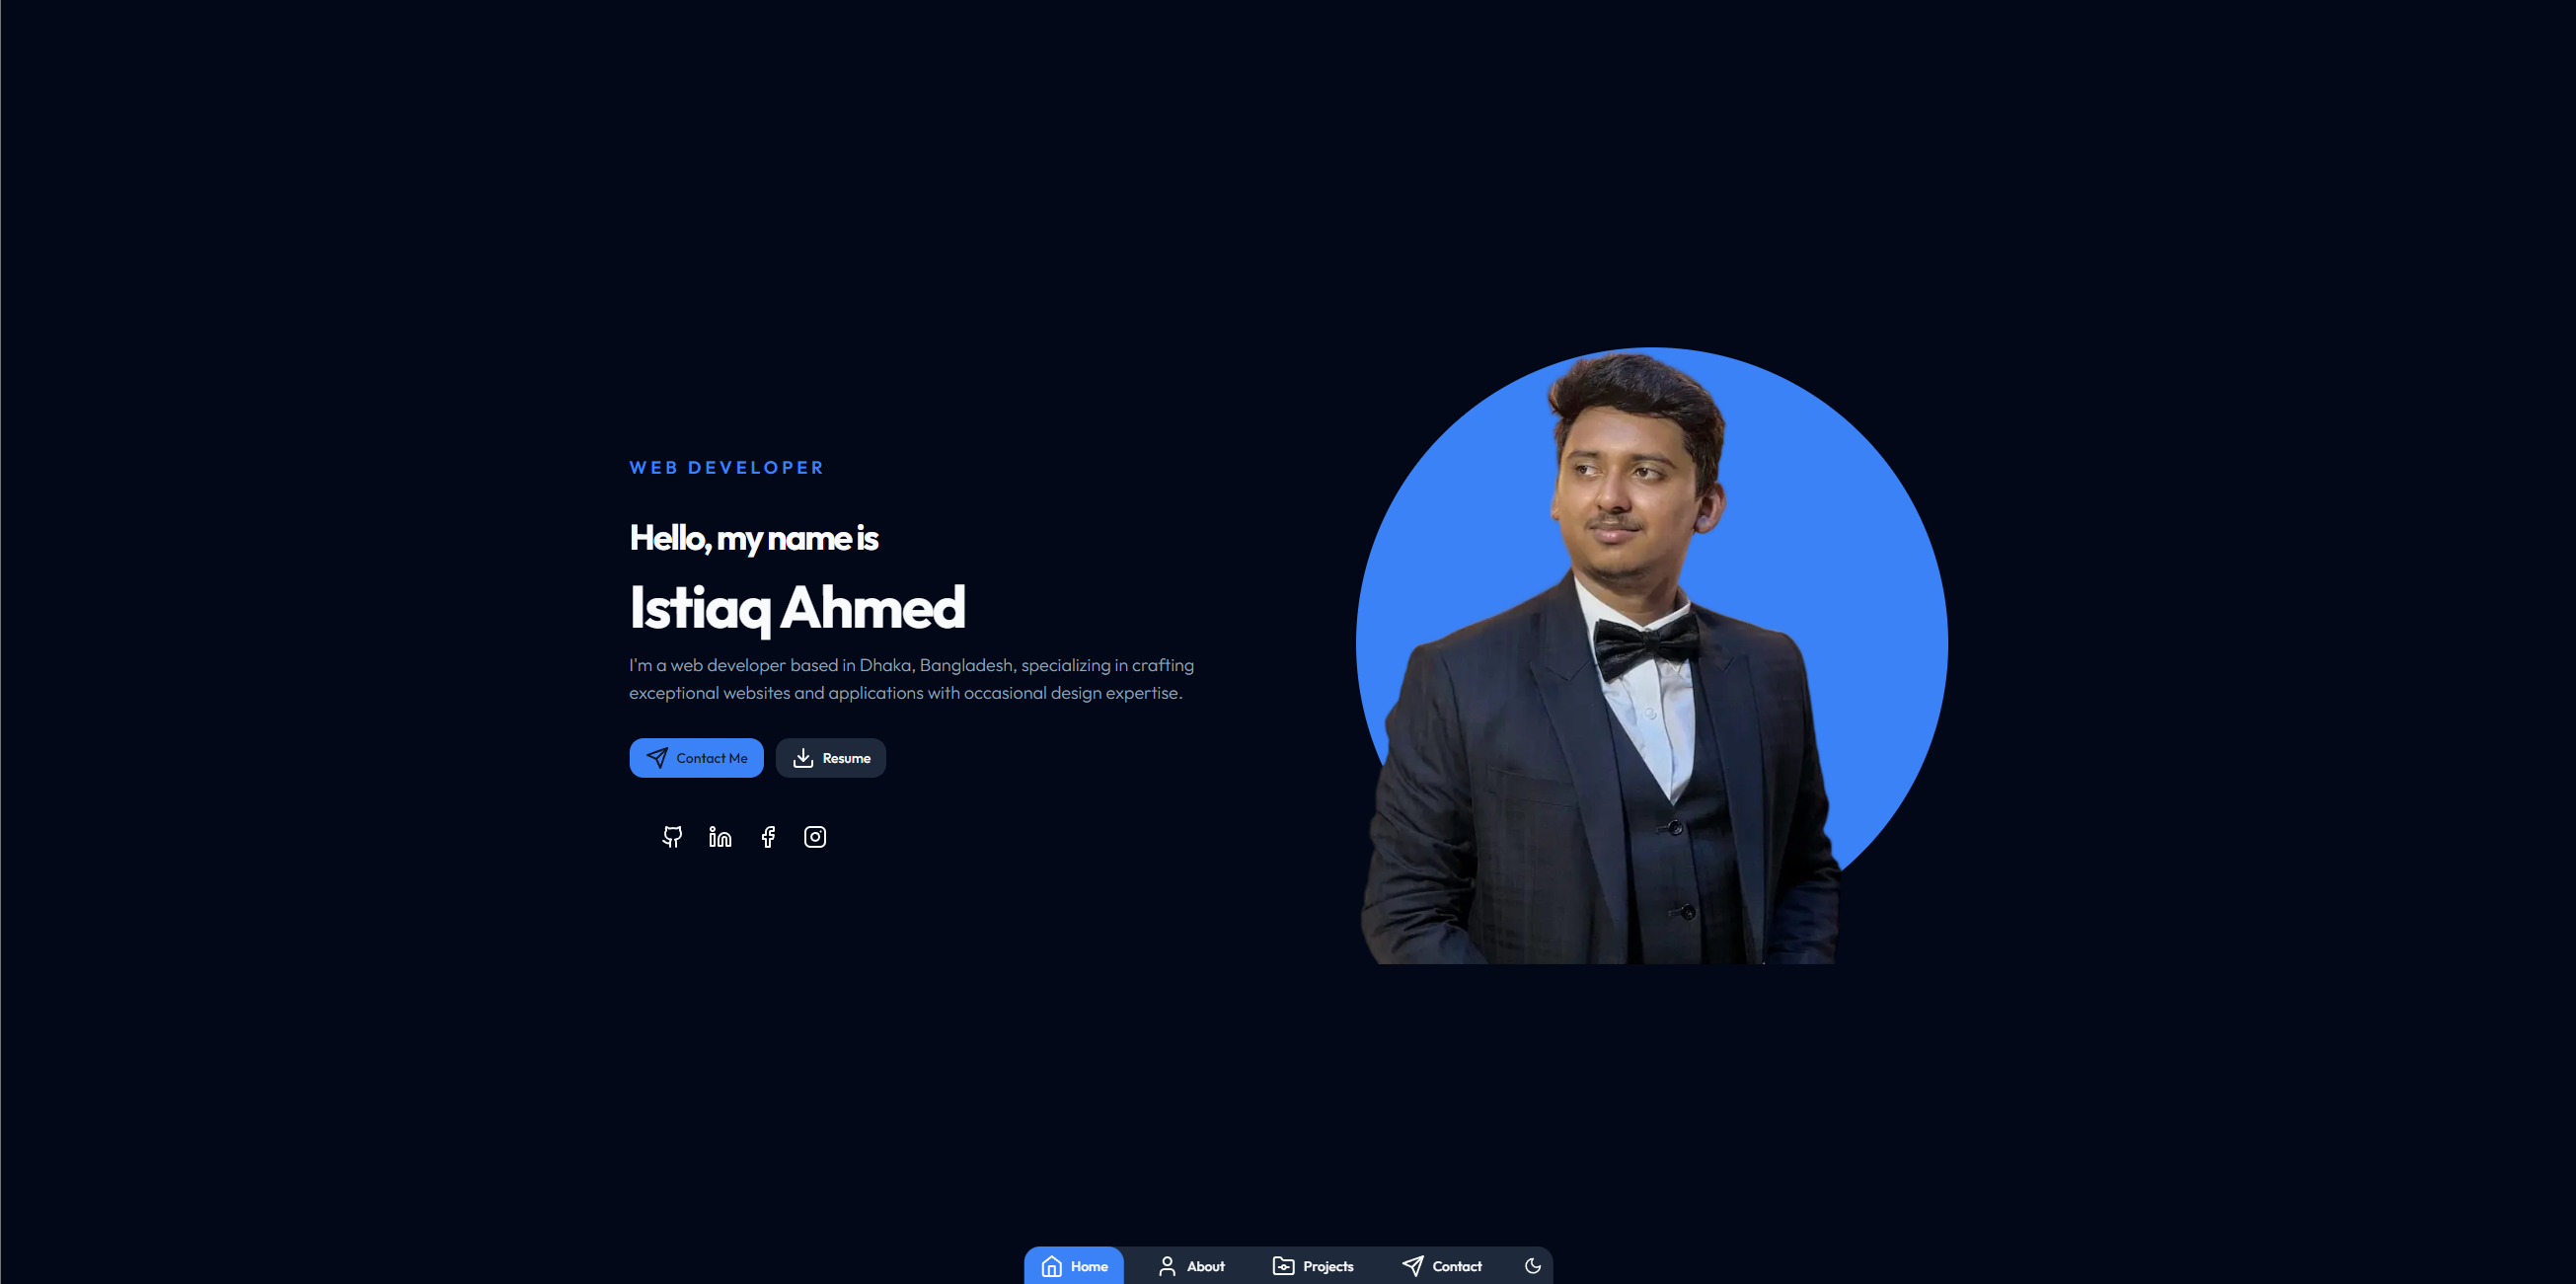 WEB DEVELOPER
Hello, my name is
Istiaq Ahmed
I'm a web developer based in Dhaka, Bangladesh, specializing in crafting
exceptional websites and applications with occasional design expertise.
Contact Me Resume
Home About Projects Contact